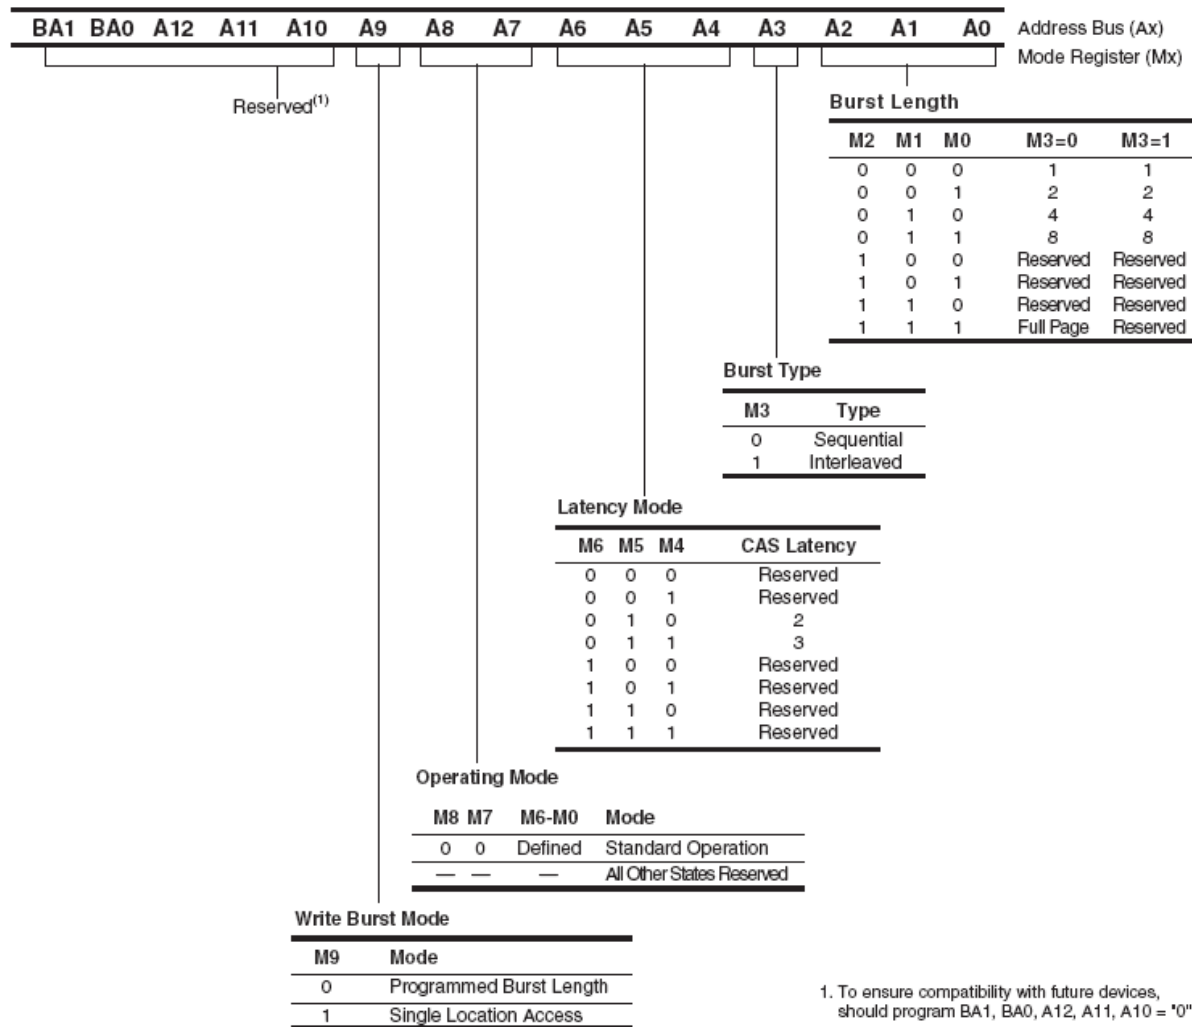 BA1 BA0 A12 A11 A10 A9 A8 A7 A6 A5 A4 A3 A2 A1 A0 Address Bus (Ax)
Mode Register (Mx)
Reserved(1)
Burst Length
M2 M1 M0 M3=0 M3=1
0 0 0 1 1
0 0 1 2 2
0 1 0 4 4
0 1 1 8 8
1 0 0 Reserved Reserved
1 0 1 Reserved Reserved
1 1 0 Reserved Reserved
1 1 1 Full Page Reserved
Burst Type
M3 Type
0 Sequential
1 Interleaved
Latency Mode
M6 M5 M4 CAS Latency
0 0 0 Reserved
0 0 1 Reserved
0 1 0 2
0 1 1 3
1 0 0 Reserved
1 0 1 Reserved
1 1 0 Reserved
1 1 1 Reserved
Operating Mode
M8 M7 M6-M0 Mode
0 0 Defined Standard Operation
— — — All Other States Reserved
Write Burst Mode
M9 Mode
0 Programmed Burst Length
1 Single Location Access
1. To ensure compatibility with future devices,
should program BA1, BA0, A12, A11, A10 = "0"